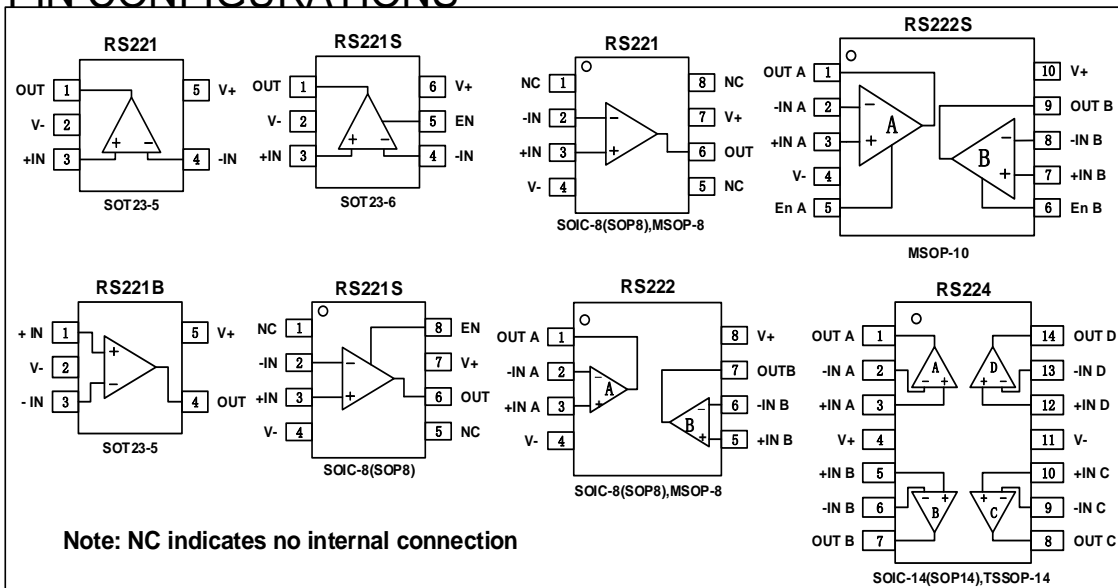 PIN CONFIGURATIONS
RS221
OUT 1 5 V+
V- 2
+IN 3 4 -IN
+ −
SOT23-5
RS221S
OUT 1 6 V+
V- 2 5 EN
+IN 3 4 -IN
+ −
SOT23-6
RS221
NC 1 8 NC
-IN 2 − 7 V+
+IN 3 + 6 OUT
V- 4 5 NC
SOIC-8(SOP8),MSOP-8
RS222S
OUT A 1 10 V+
-IN A 2 − 9 OUT B
A
+IN A 3 + − 8 -IN B
B
V- 4 + 7 +IN B
En A 5 6 En B
MSOP-10
RS221B
+ IN 1 + 5 V+
V- 2
- IN 3 − 4 OUT
SOT23-5
RS221S
NC 1 8 EN
-IN 2 − 7 V+
+IN 3 + 6 OUT
V- 4 5 NC
SOIC-8(SOP8)
RS222
OUT A 1 8 V+
-IN A 2 − 7 OUTB
A
+IN A 3 + − 6 -IN B
B
V- 4 + 5 +IN B
SOIC-8(SOP8),MSOP-8
RS224
OUT A 1 14 OUT D
-IN A 2 A D 13 -IN D
− + + −
+IN A 3 12 +IN D
V+ 4 11 V-
+IN B 5 10 +IN C
− + + −
-IN B 6 B C 9 -IN C
OUT B 7 8 OUT C
SOIC-14(SOP14),TSSOP-14
Note: NC indicates no internal connection